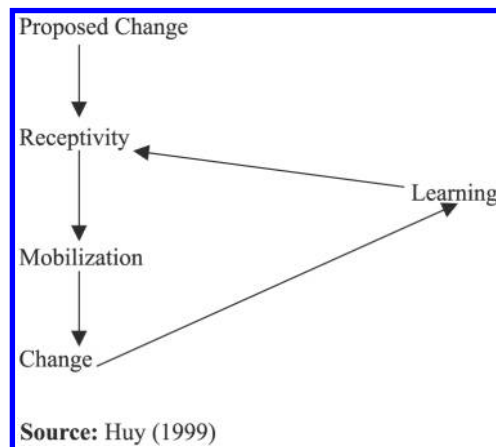 Proposed Change
Receptivity
Learning
Mobilization
Change
Source: Huy (1999)